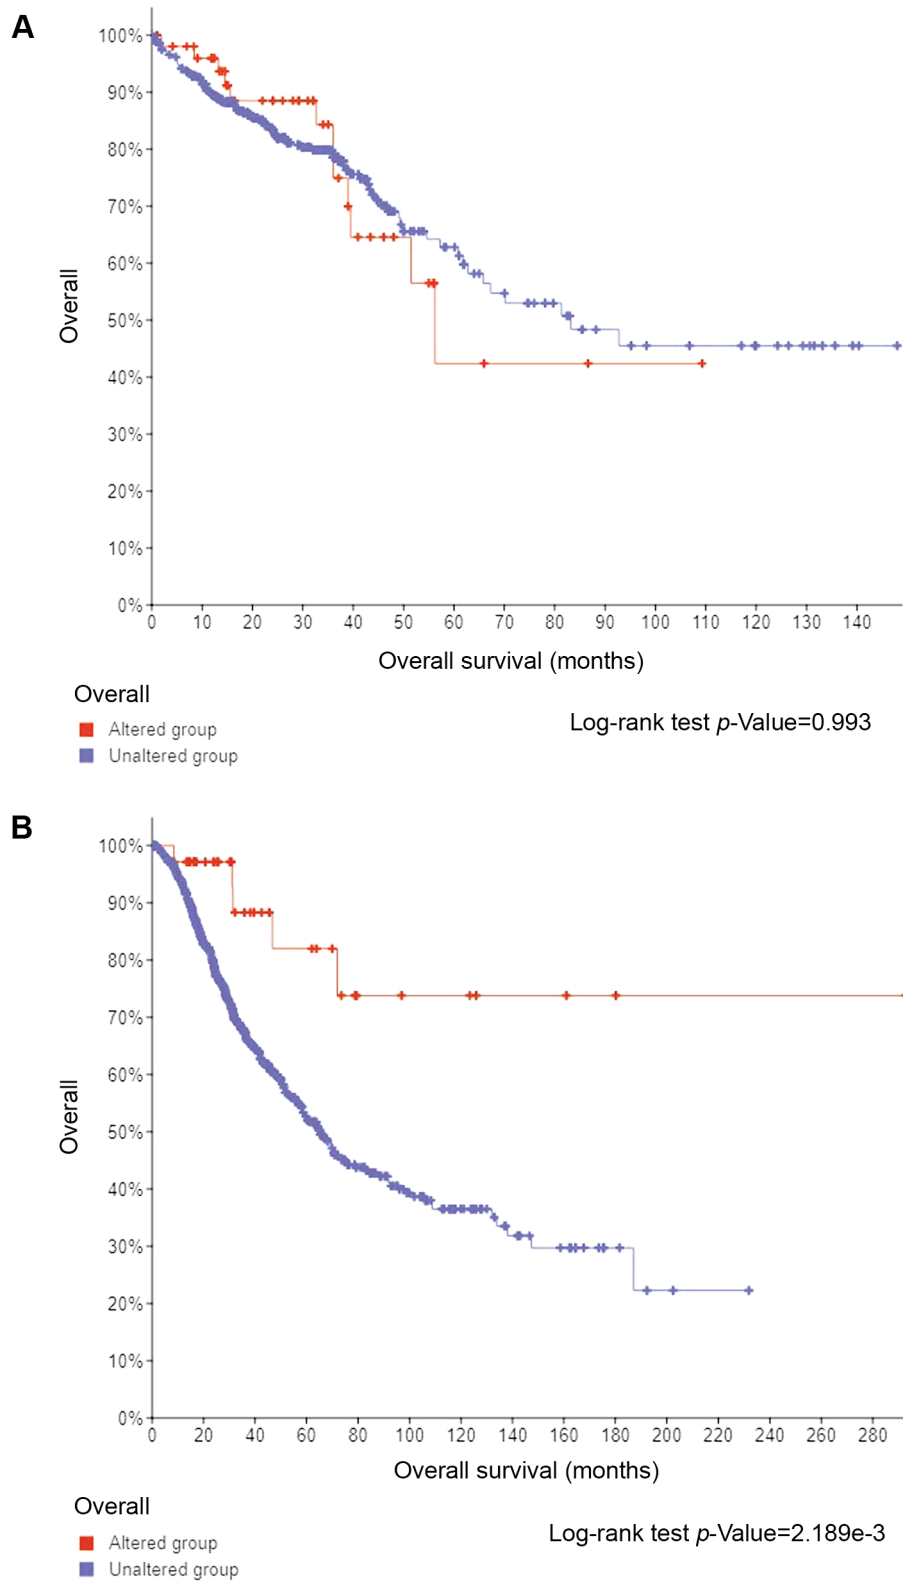 A
100%
90%
80%
70%
60%
50%
40%
30%
20%
10%
0%
Overall
0 10 20 30 40 50 60 70 80 90 100 110 120 130 140
Overall survival (months)
Overall
Altered group
Unaltered group
Log-rank test p-Value=0.993
B
100%
90%
80%
70%
60%
50%
40%
30%
20%
10%
0%
Overall
0 20 40 60 80 100 120 140 160 180 200 220 240 260 280
Overall survival (months)
Overall
Altered group
Unaltered group
Log-rank test p-Value=2.189e-3